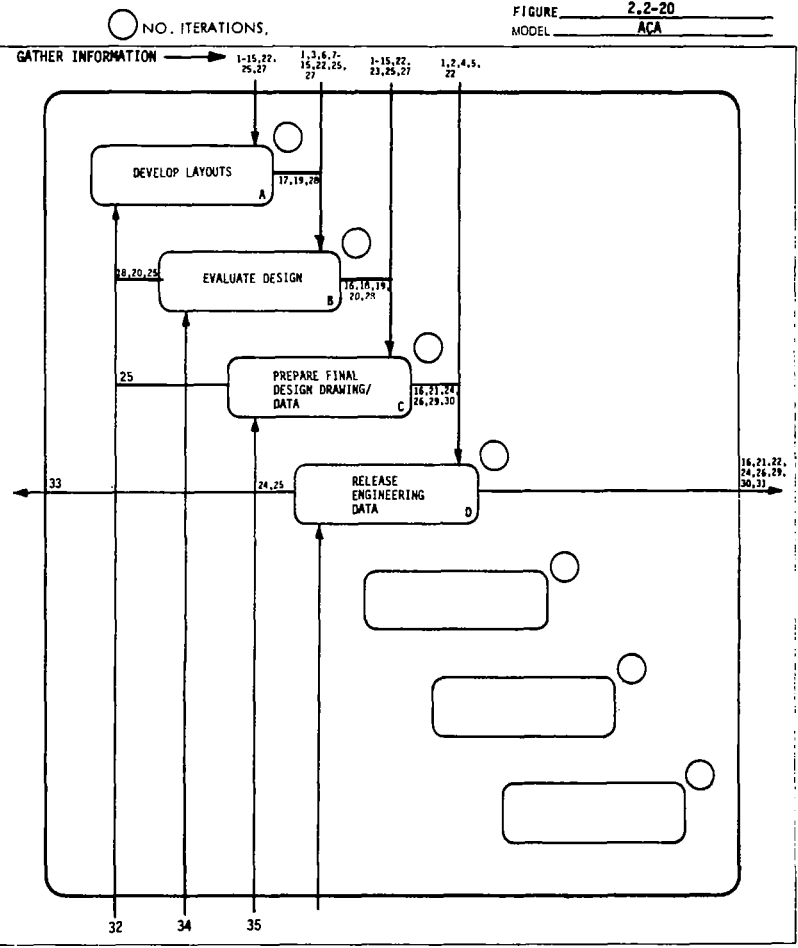 NO. ITERATIONS,
FIGURE 2.2-20
MODEL ACA
GATHER INFORMATION
1-15,22,
25,27
1,3,6,7-
15,22,25,
27
1-15,22,
23,25,27
1,2,4,5,
22
DEVELOP LAYOUTS
A
17,19,28
18,20,25
EVALUATE DESIGN
B
16,18,19,
20,28
25
PREPARE FINAL
DESIGN DRAWING/
DATA
C
16,21,24,
26,29,30
33
24,25
RELEASE
ENGINEERING
DATA
D
16,21,22,
24,26,29,
30,31
32
34
35